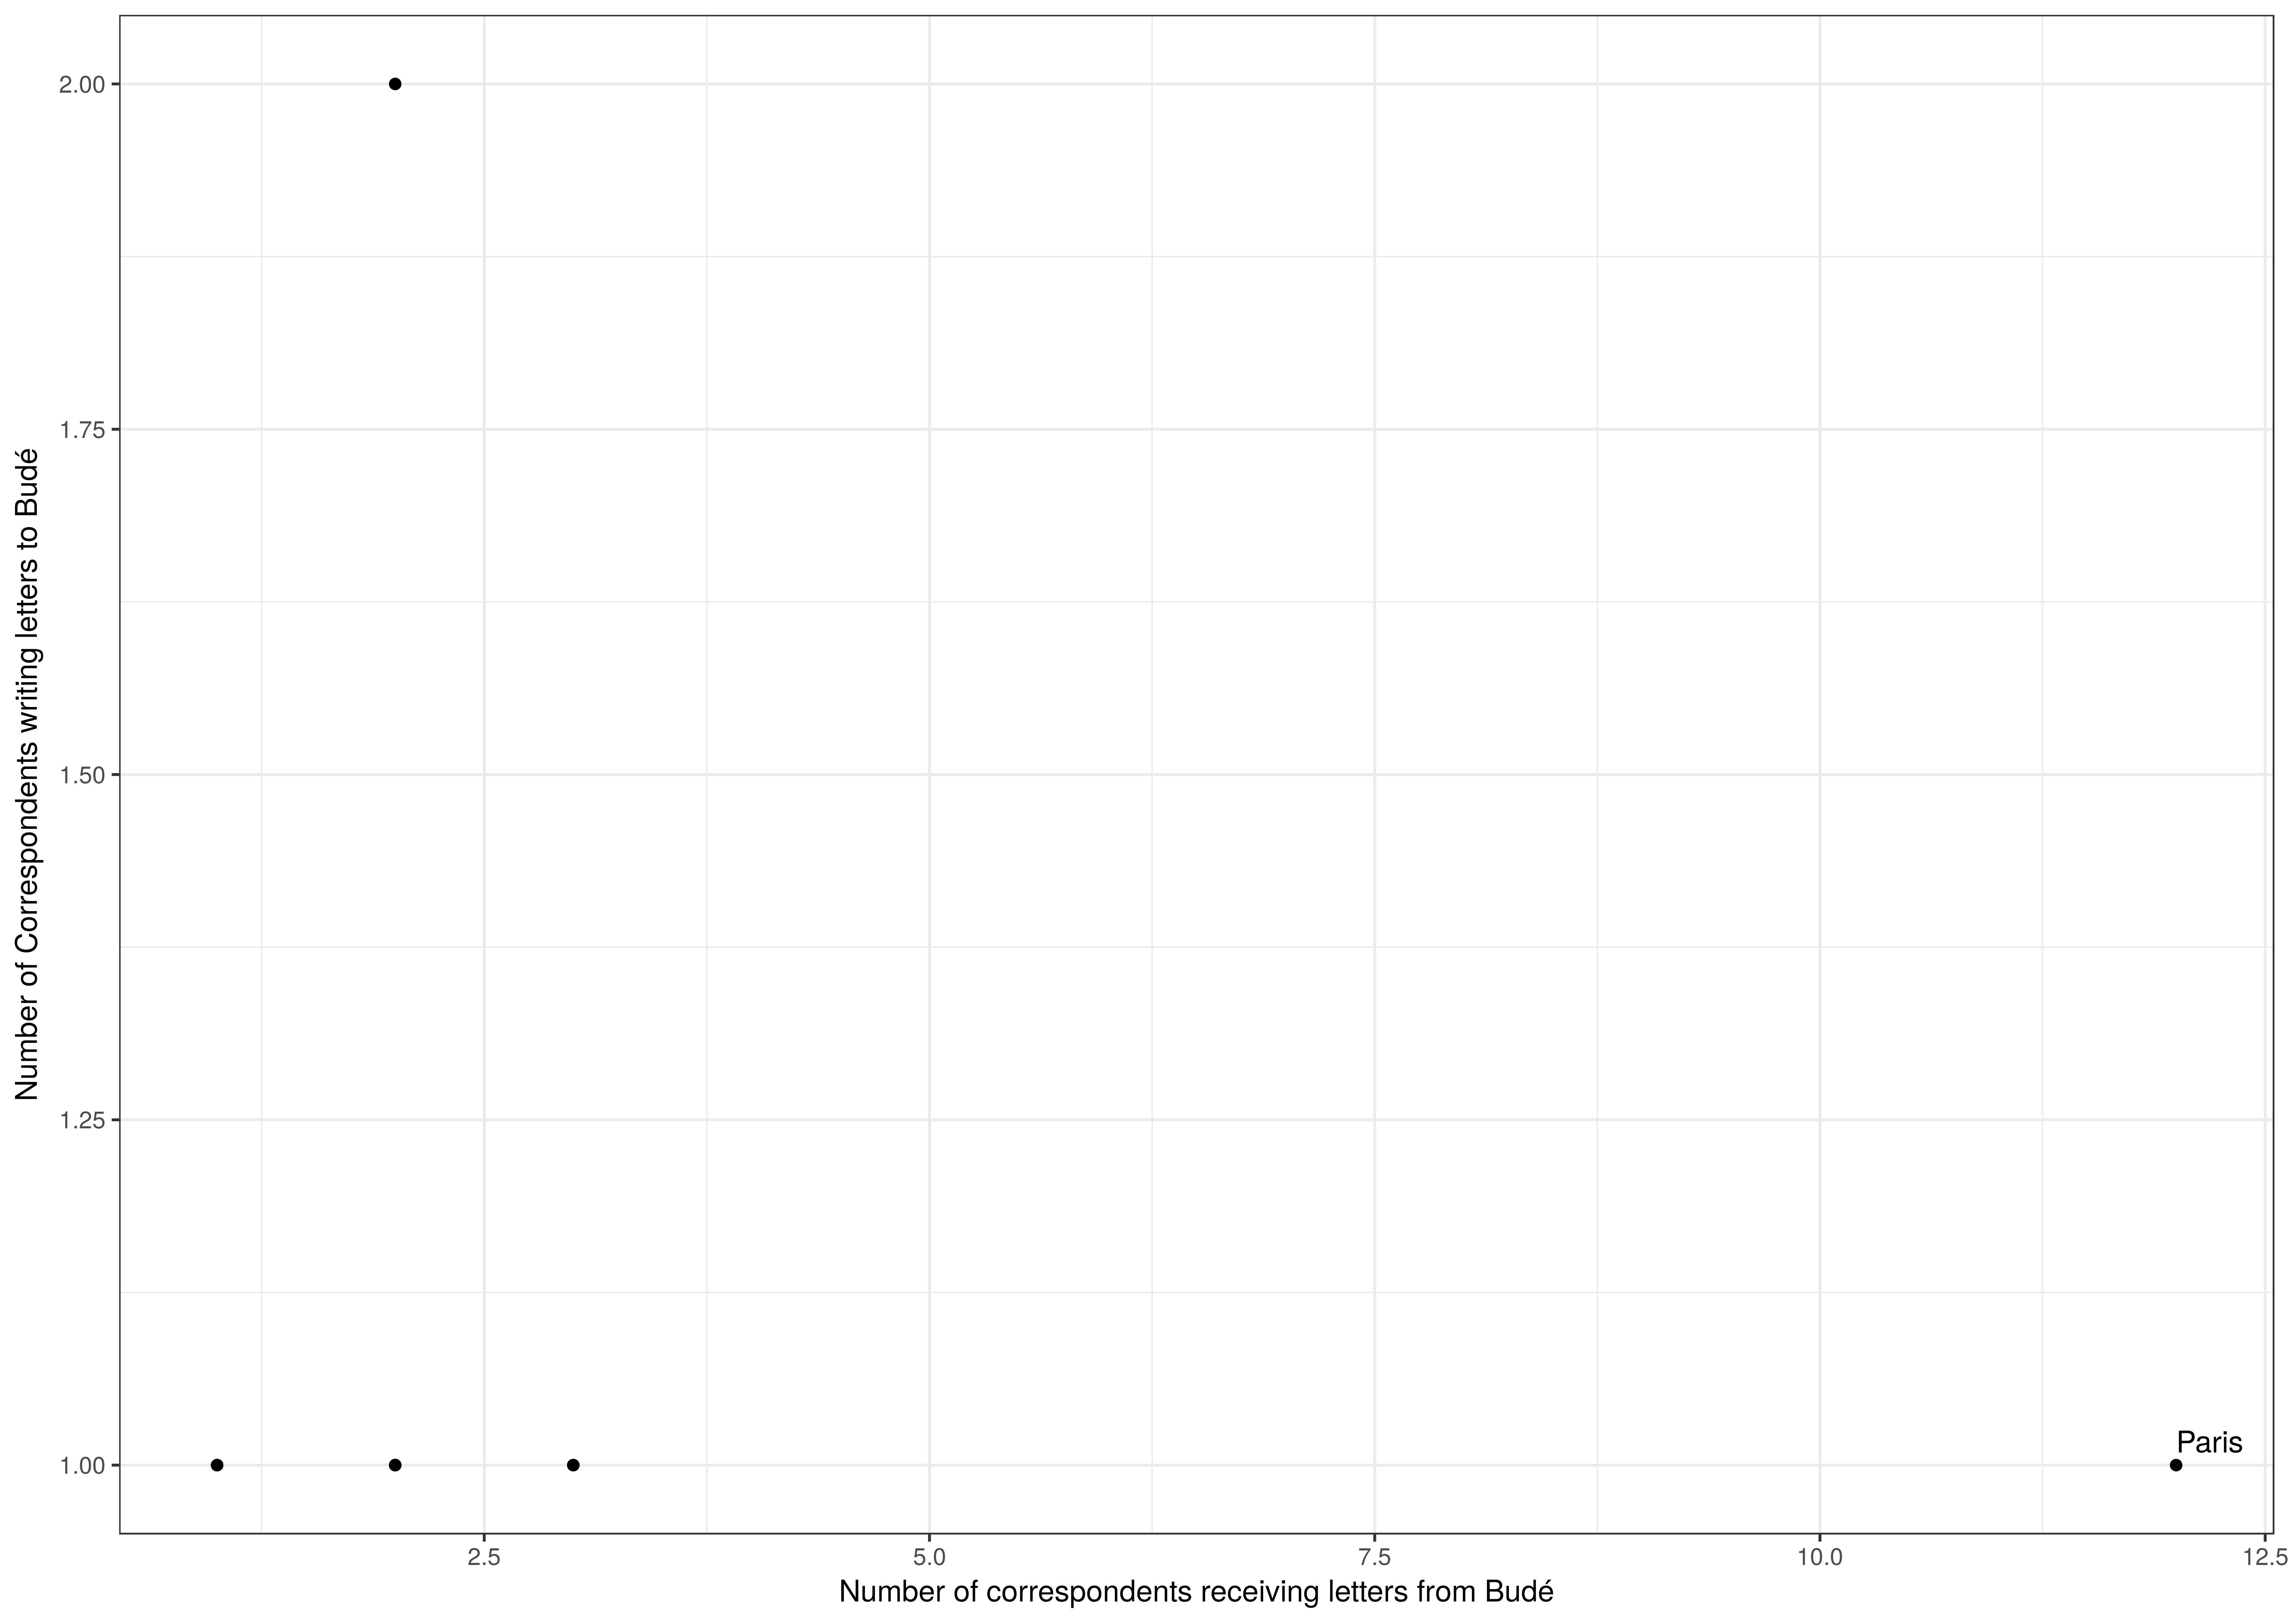 2.00
1.75
1.50
1.25
1.00
Number of Correspondents writing letters to Budé
Paris
2.5 5.0 7.5 10.0 12.5
Number of correspondents receiving letters from Budé